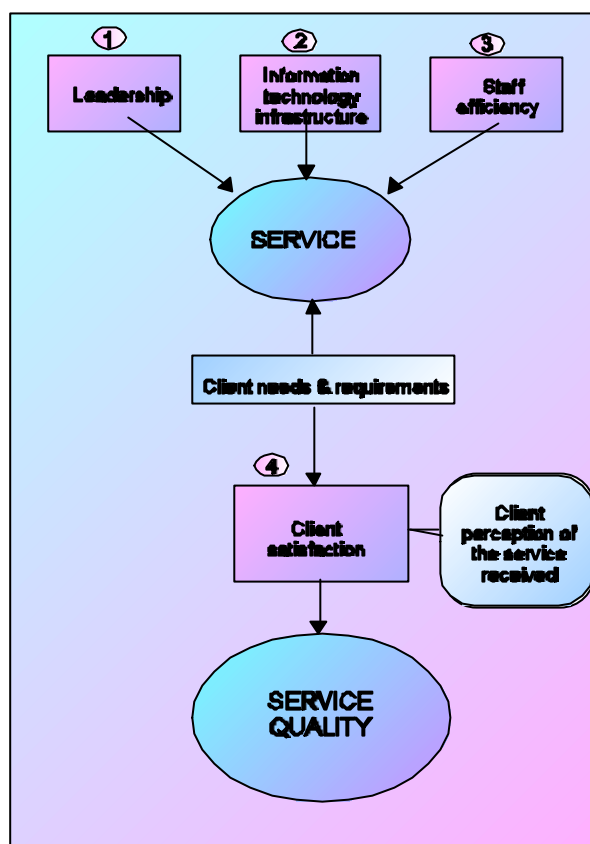 1
2
3
Leadership
Information
technology
infrastructure
Staff
efficiency
SERVICE
Client needs & requirements
4
Client
satisfaction
Client
perception of
the service
received
SERVICE
QUALITY